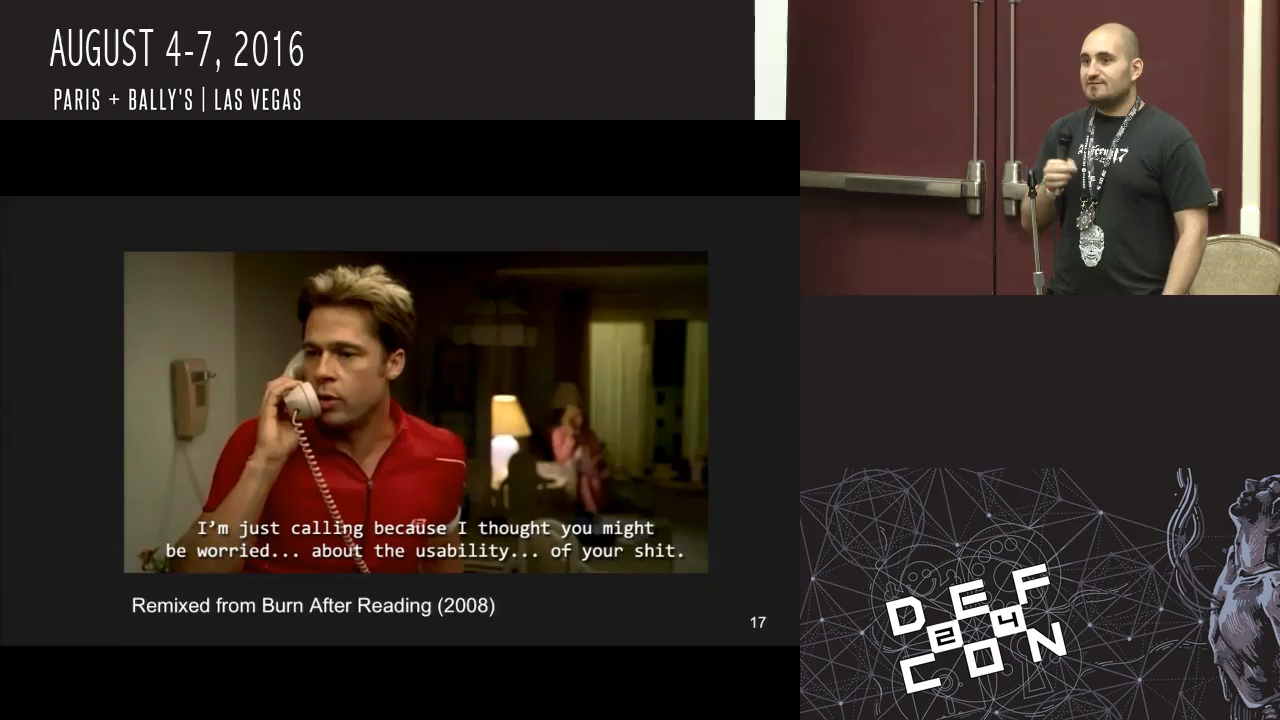 AUGUST 4-7, 2016
PARIS + BALLY'S | LAS VEGAS
I'm just calling because I thought you might
be worried... about the usability... of your shit.
Remixed from Burn After Reading (2008)
17
DEF
24
CON